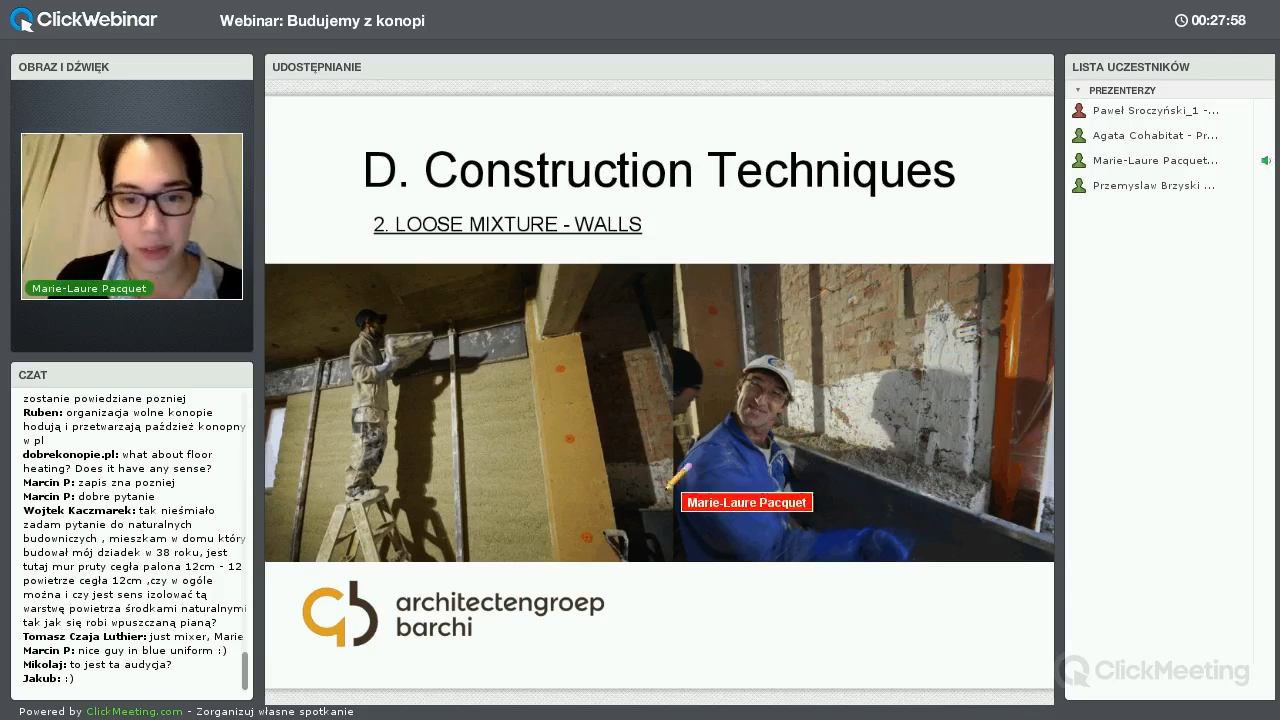 ClickWebinar
Webinar: Budujemy z konopi
00:27:58
OBRAZ I DŹWIĘK
Marie-Laure Pacquet
CZAT
zostanie powiedziane pozniej
Ruben: organizacja wolne konopie
hodują i przetwarzają paździeż konopny
w pl
dobrekonopie.pl: what about floor
heating? Does it have any sense?
Marcin P: zapis zna pozniej
Marcin P: dobre pytanie
Wojtek Kaczmarek: tak nieśmiało
zadam pytanie do naturalnych
budowniczych , mieszkam w domu który
budował mój dziadek w 38 roku, jest
tutaj mur pruty cegła palona 12cm - 12
powietrze cegła 12cm ,czy w ogóle
można i czy jest sens izolować tą
warstwę powietrza środkami naturalnymi
tak jak się robi wpuszczaną pianą?
Tomasz Czaja Luthier: just mixer, Marie
Marcin P: nice guy in blue uniform :)
Mikolaj: to jest ta audycja?
Jakub: :)
UDOSTĘPNIANIE
D. Construction Techniques
2. LOOSE MIXTURE - WALLS
Marie-Laure Pacquet
architectengroep
barchi
LISTA UCZESTNIKÓW
PREZENTERZY
Paweł Sroczyński_1 -...
Agata Cohabitat - Pr...
Marie-Laure Pacquet...
Przemyslaw Brzyski ...
ClickMeeting
Powered by ClickMeeting.com - Zorganizuj własne spotkanie